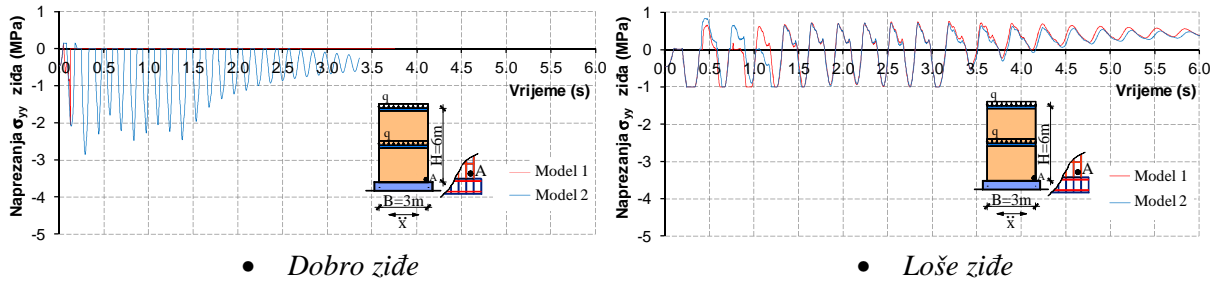 Naprezanja σyy zida (MPa)
1
0
-1
-2
-3
-4
-5
0.0 0.5 1.0 1.5 2.0 2.5 3.0 3.5 4.0 4.5 5.0 5.5 6.0
Vrijeme (s)
q
q
H=6m
A
A
B=3m
ẍ
Model 1
Model 2
• Dobro ziđe
Naprezanja σyy zida (MPa)
1
0
-1
-2
-3
-4
-5
0.0 0.5 1.0 1.5 2.0 2.5 3.0 3.5 4.0 4.5 5.0 5.5 6.0
Vrijeme (s)
q
q
H=6m
A
A
B=3m
ẍ
Model 1
Model 2
• Loše ziđe